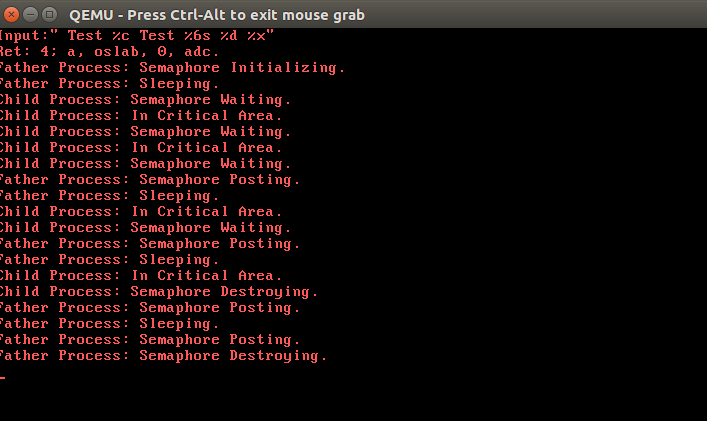 QEMU - Press Ctrl-Alt to exit mouse grab
Input:" Test %c Test %6s %d %x"
Ret: 4; a, oslab, 0, adc.
Father Process: Semaphore Initializing.
Father Process: Sleeping.
Child Process: Semaphore Waiting.
Child Process: In Critical Area.
Child Process: Semaphore Waiting.
Child Process: In Critical Area.
Child Process: Semaphore Waiting.
Father Process: Semaphore Posting.
Father Process: Sleeping.
Child Process: In Critical Area.
Child Process: Semaphore Waiting.
Father Process: Semaphore Posting.
Father Process: Sleeping.
Child Process: In Critical Area.
Child Process: Semaphore Destroying.
Father Process: Semaphore Posting.
Father Process: Sleeping.
Father Process: Semaphore Posting.
Father Process: Semaphore Destroying.